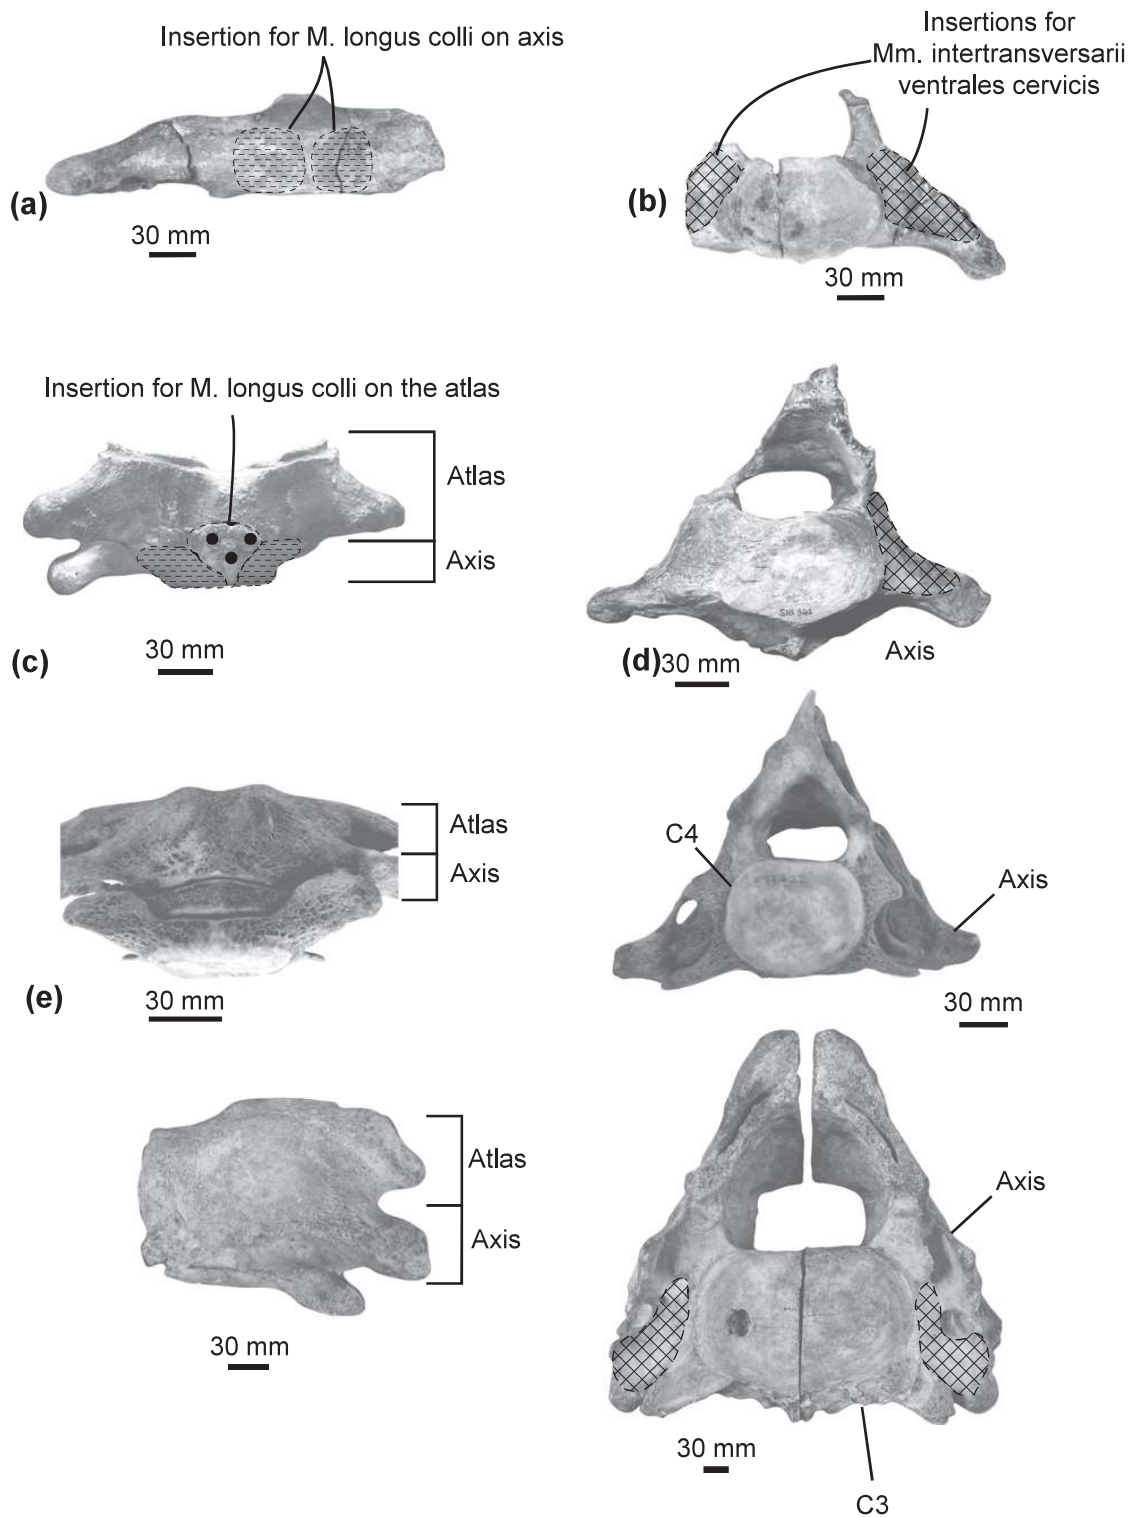 Insertion for M. longus colli on axis
Insertions for
Mm. intertransversarii
ventrales cervicis
(a)
30 mm
(b)
30 mm
Insertion for M. longus colli on the atlas
Atlas
Axis
(c)
30 mm
Axis
(d)
30 mm
Atlas
Axis
(e)
30 mm
C4
Axis
30 mm
Atlas
Axis
30 mm
Axis
30 mm
C3